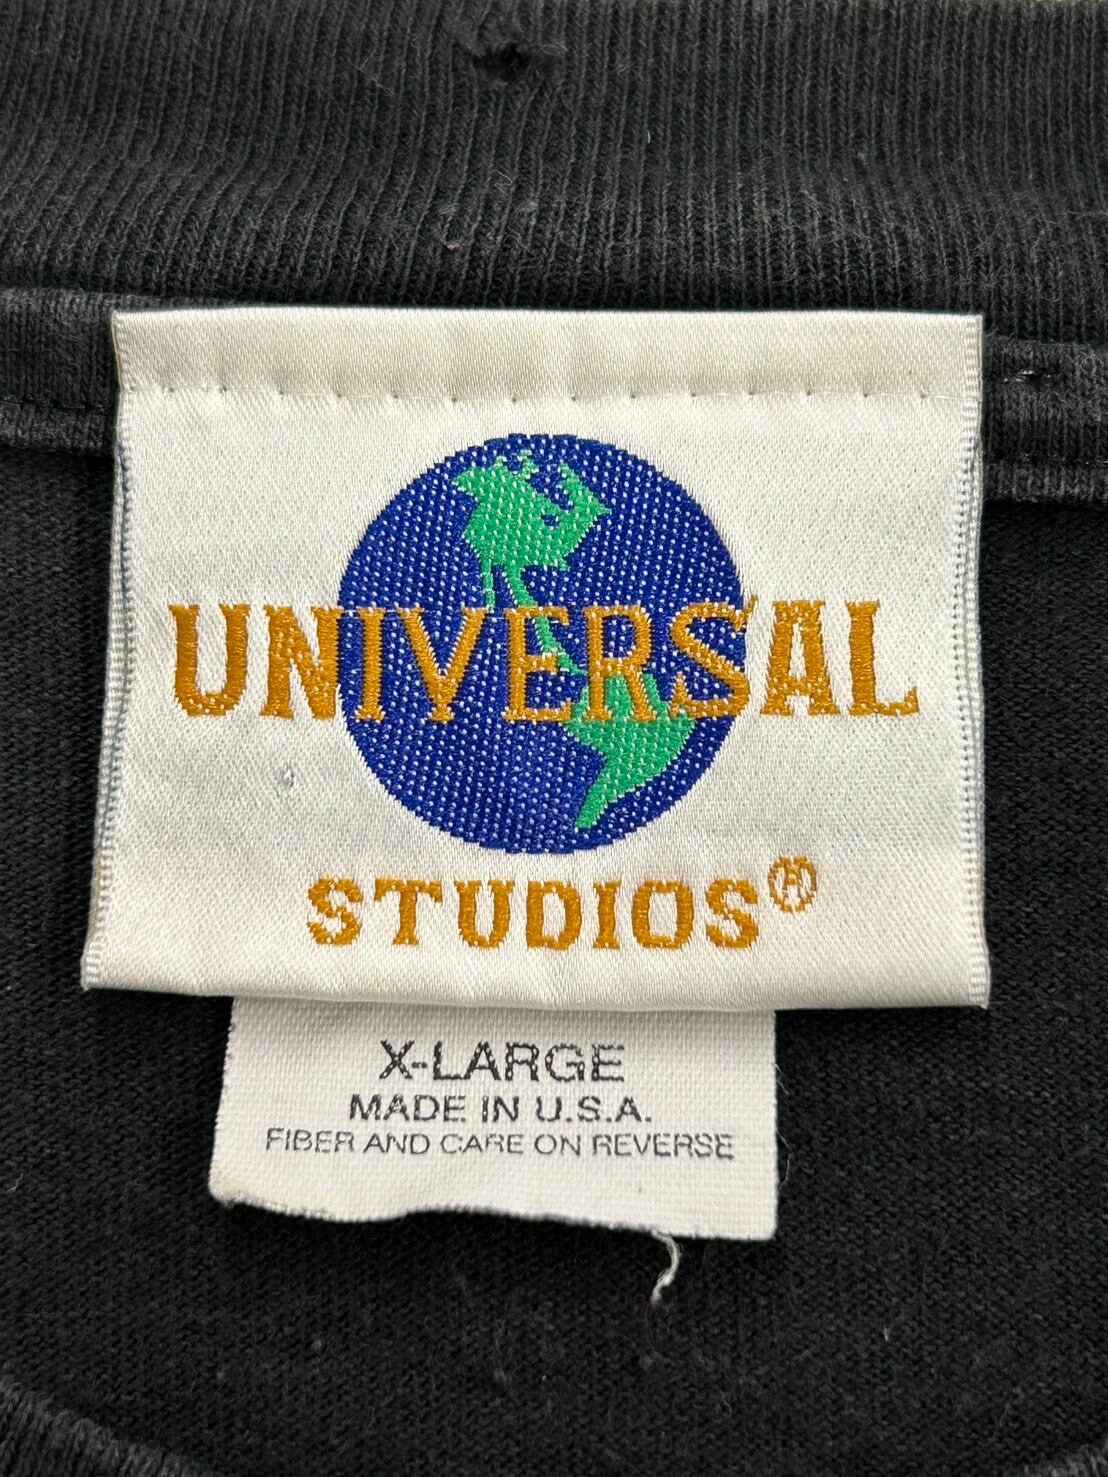 UNIVERSAL
STUDIOS®
X-LARGE
MADE IN U.S.A.
FIBER AND CARE ON REVERSE